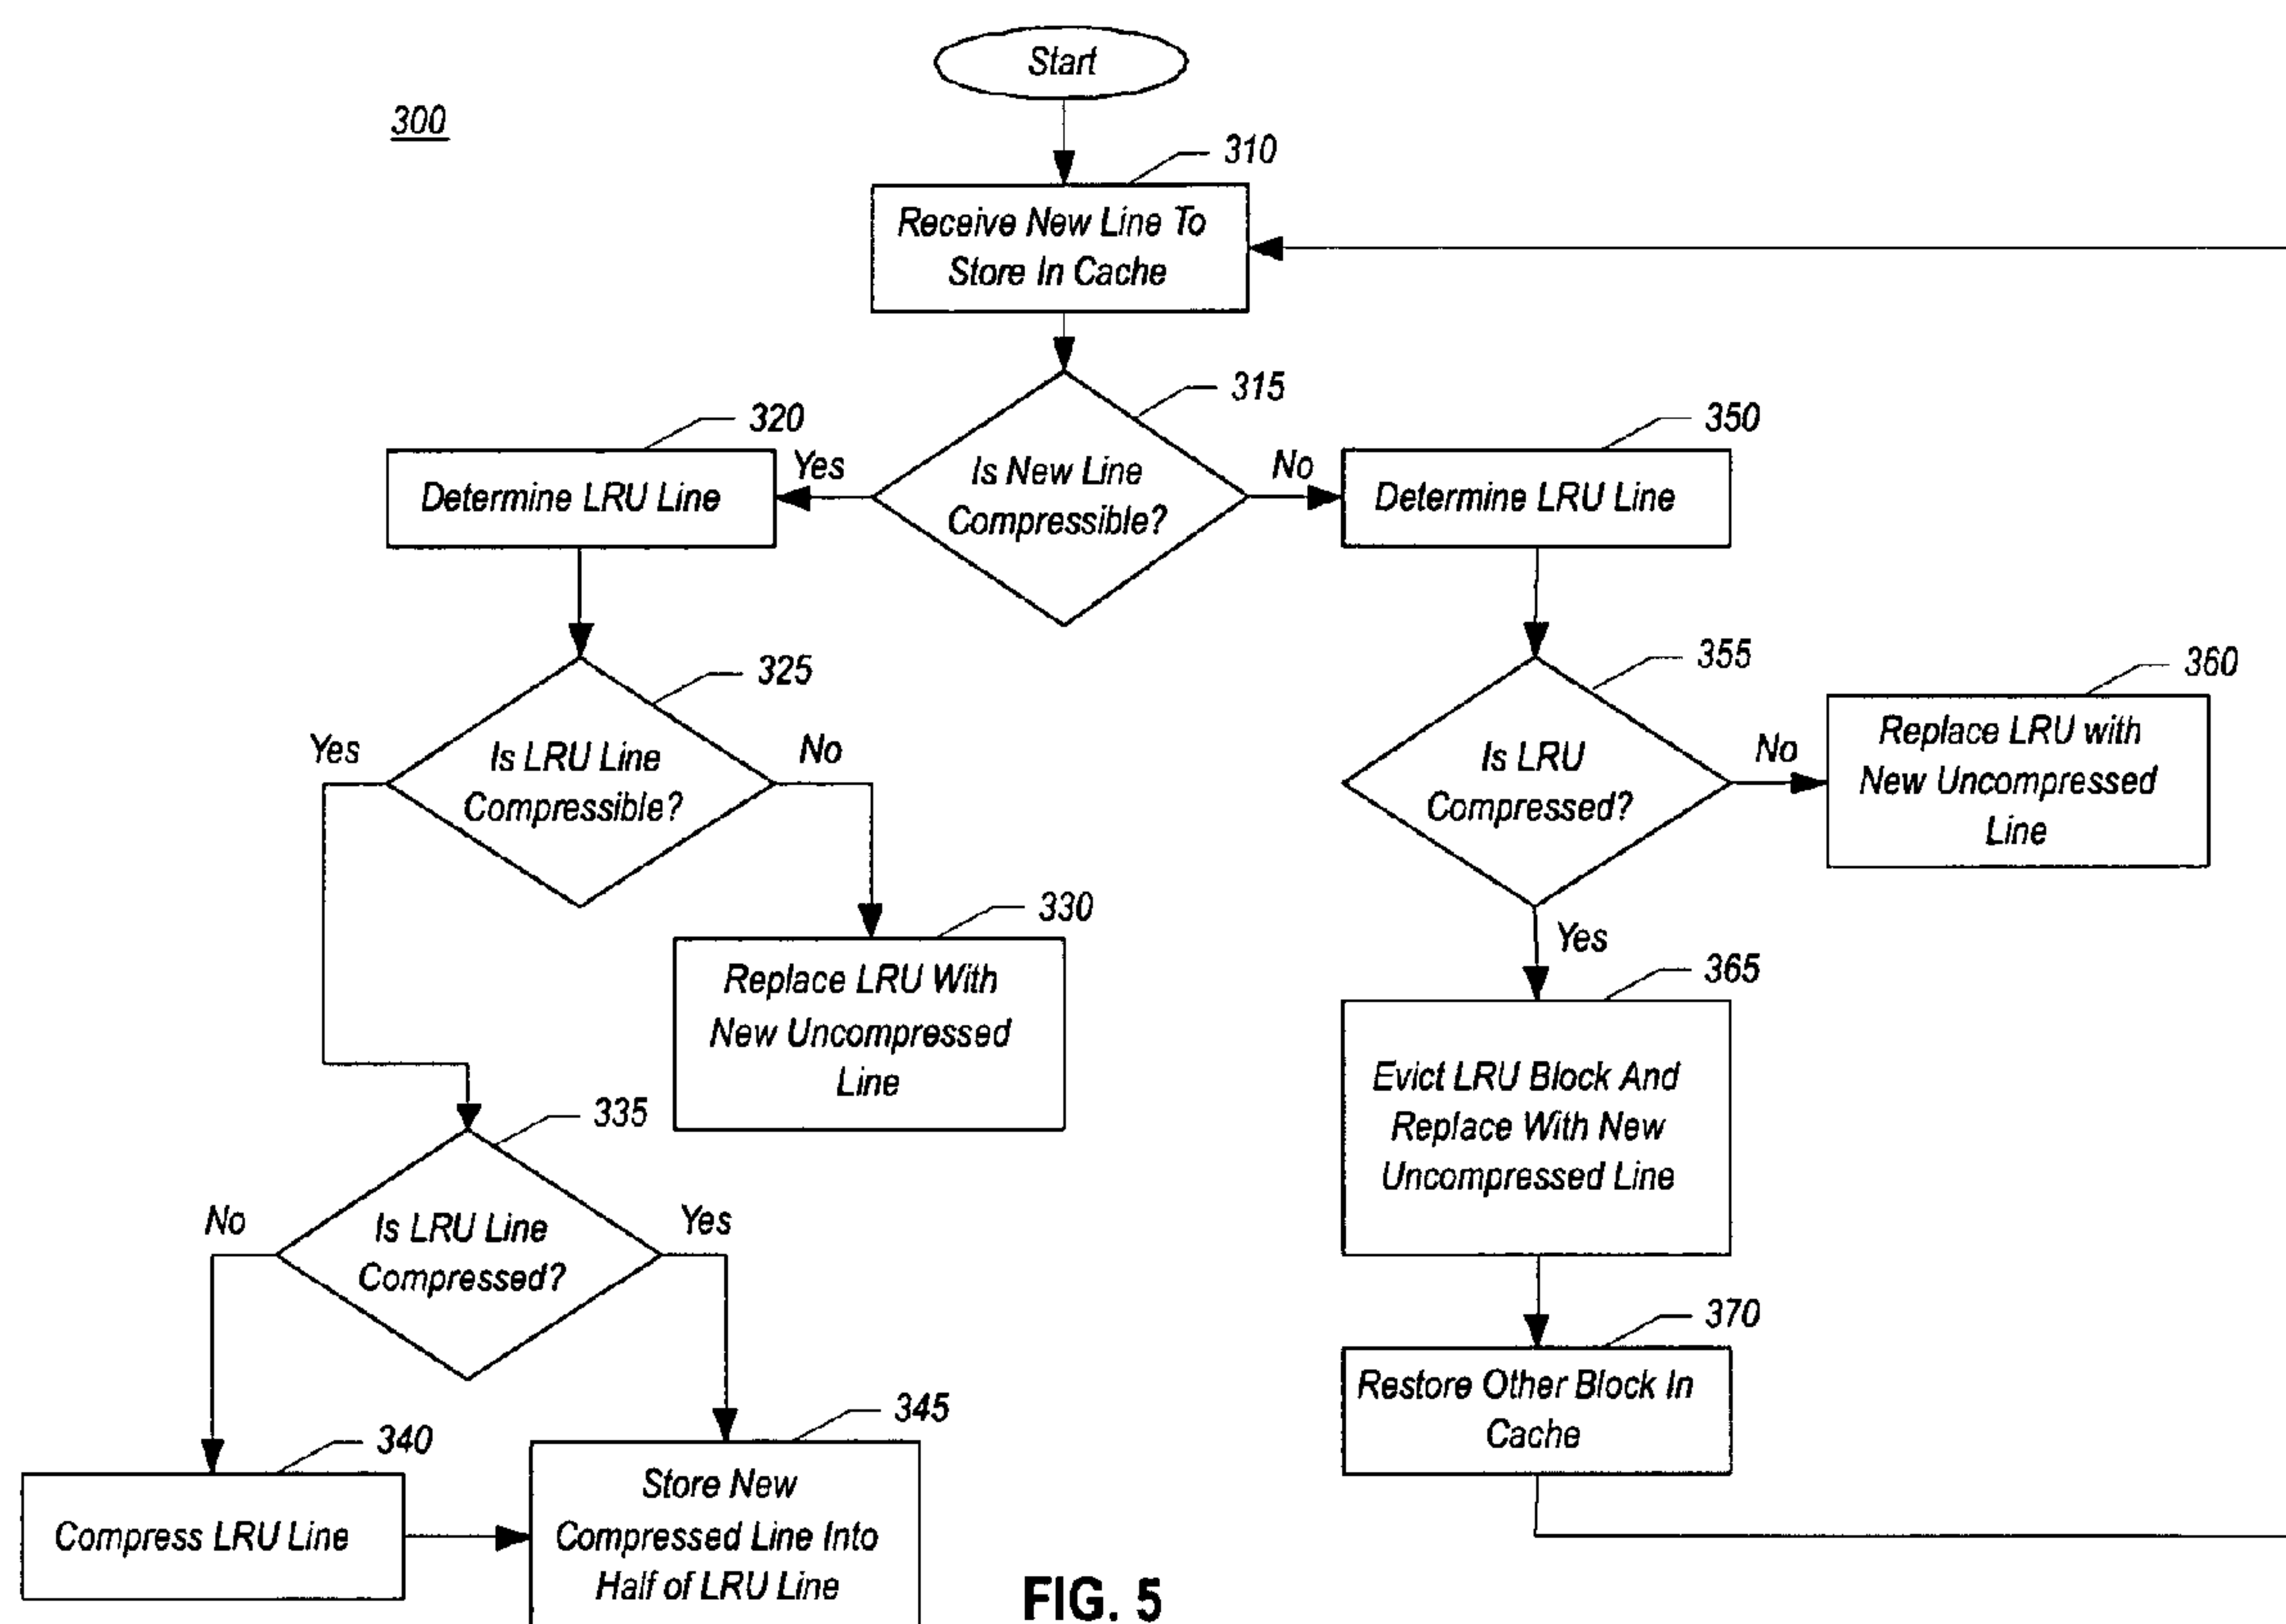 Start
300
310
Receive New Line To
Store In Cache
315
Is New Line
Compressible?
Yes
No
320
Determine LRU Line
350
Determine LRU Line
325
Is LRU Line
Compressible?
Yes
No
355
Is LRU
Compressed?
No
Yes
360
Replace LRU with
New Uncompressed
Line
330
Replace LRU With
New Uncompressed
Line
365
Evict LRU Block And
Replace With New
Uncompressed Line
335
Is LRU Line
Compressed?
No
Yes
370
Restore Other Block In
Cache
340
Compress LRU Line
345
Store New
Compressed Line Into
Half of LRU Line
FIG. 5